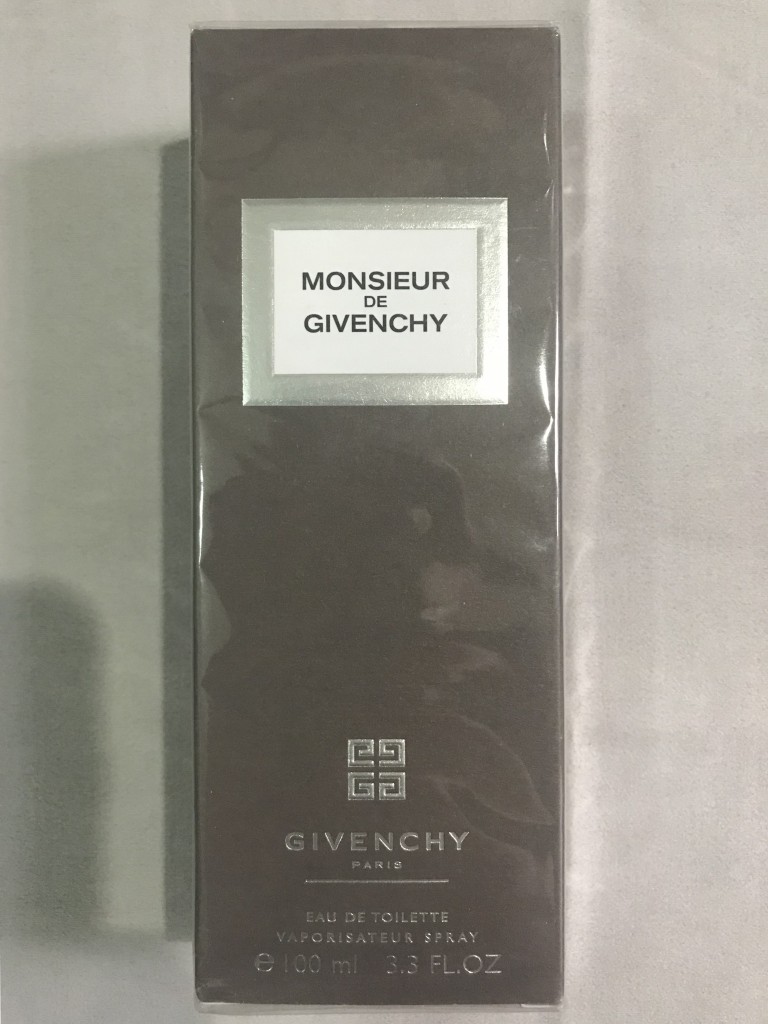 MONSIEUR
DE
GIVENCHY
GIVENCHY
PARIS
EAU DE TOILETTE
VAPORISATEUR SPRAY
℮ 100 ml 3.3 FL.OZ